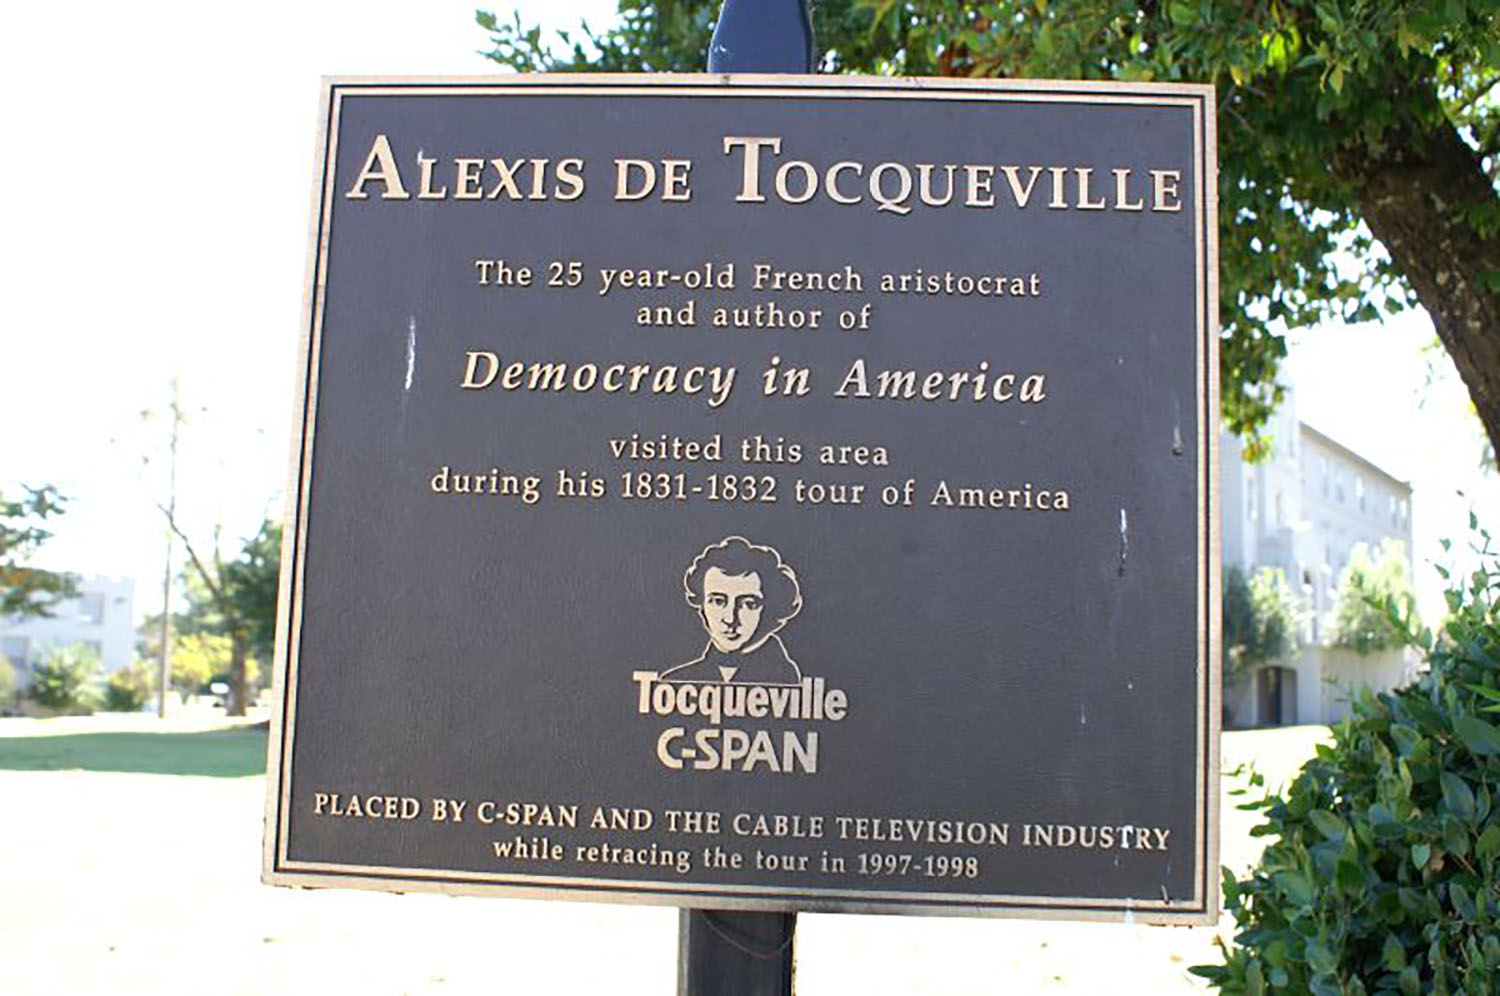 ALEXIS DE TOCQUEVILLE
The 25 year-old French aristocrat
and author of
Democracy in America
visited this area
during his 1831-1832 tour of America
Tocqueville
C-SPAN
PLACED BY C-SPAN AND THE CABLE TELEVISION INDUSTRY
while retracing the tour in 1997-1998